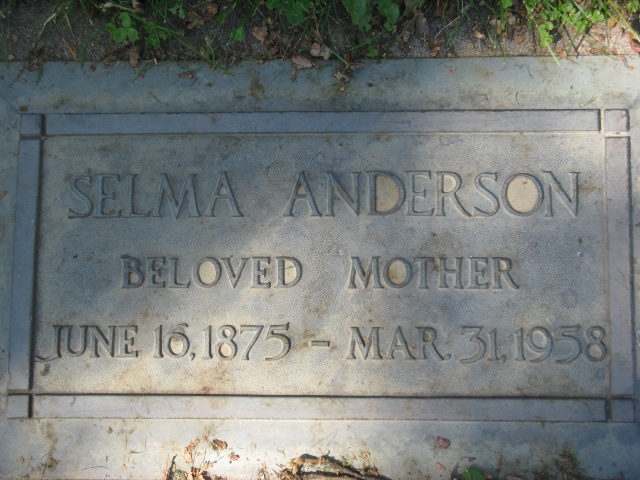 SELMA ANDERSON
BELOVED MOTHER
JUNE 16, 1875 - MAR. 31, 1958